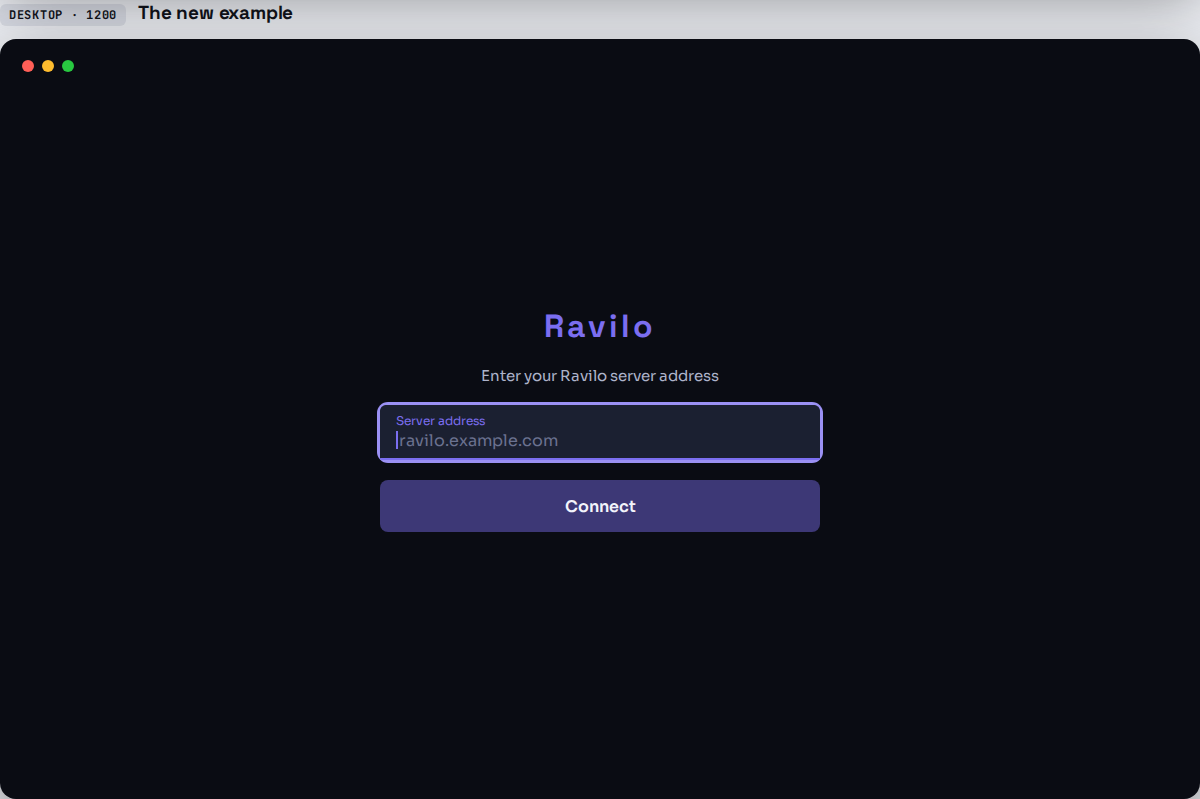 DESKTOP · 1200 The new example
Ravilo
Enter your Ravilo server address
Server address
ravilo.example.com
Connect